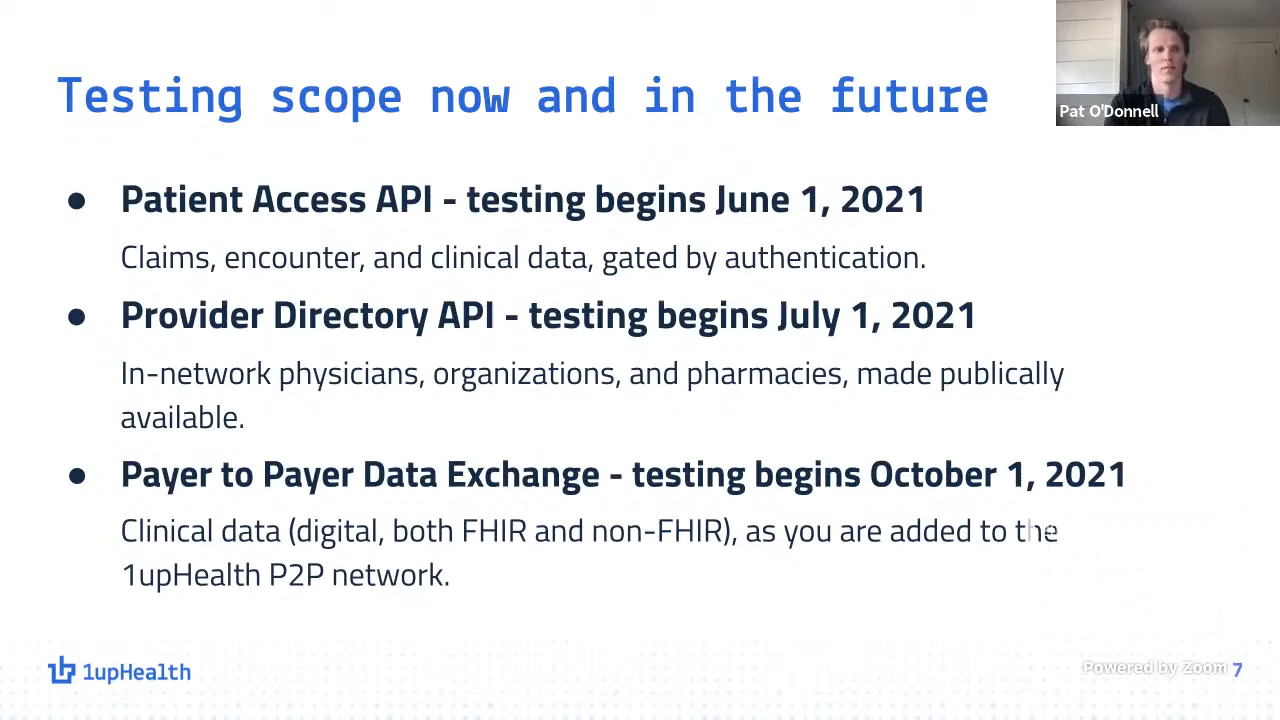 Testing scope now and in the future
Pat O'Donnell
● Patient Access API - testing begins June 1, 2021
Claims, encounter, and clinical data, gated by authentication.
● Provider Directory API - testing begins July 1, 2021
In-network physicians, organizations, and pharmacies, made publically
available.
● Payer to Payer Data Exchange - testing begins October 1, 2021
Clinical data (digital, both FHIR and non-FHIR), as you are added to the
1upHealth P2P network.
1upHealth
Powered by Zoom 7